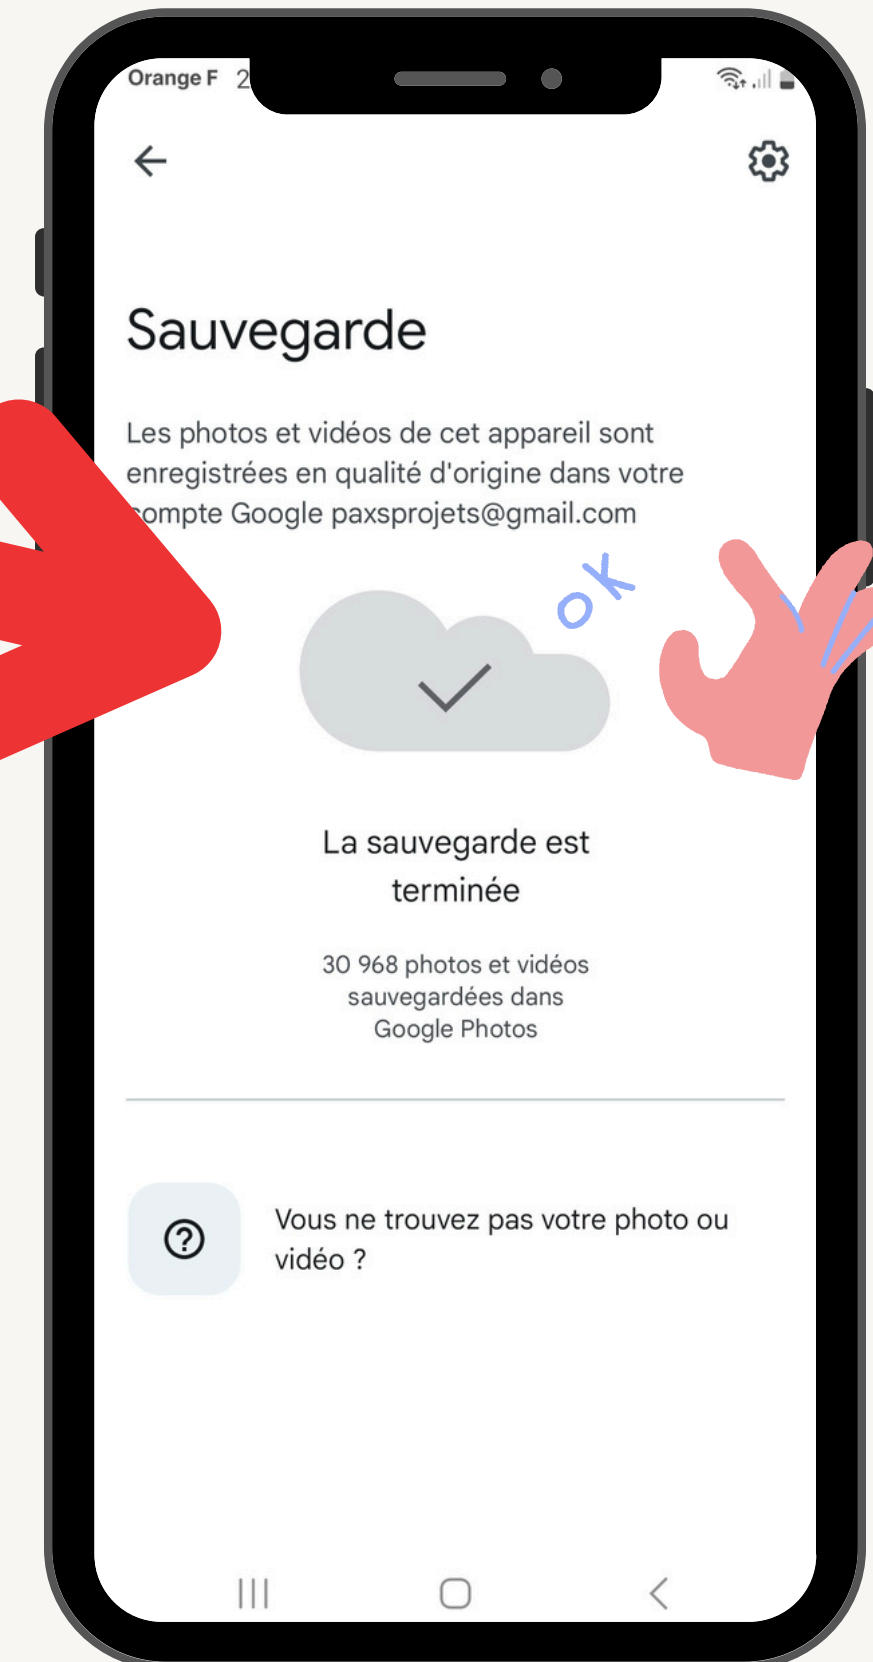 Orange F 2
Sauvegarde
Les photos et vidéos de cet appareil sont
enregistrées en qualité d'origine dans votre
compte Google paxsprojets@gmail.com
ok
La sauvegarde est
terminée
30 968 photos et vidéos
sauvegardées dans
Google Photos
Vous ne trouvez pas votre photo ou
vidéo ?